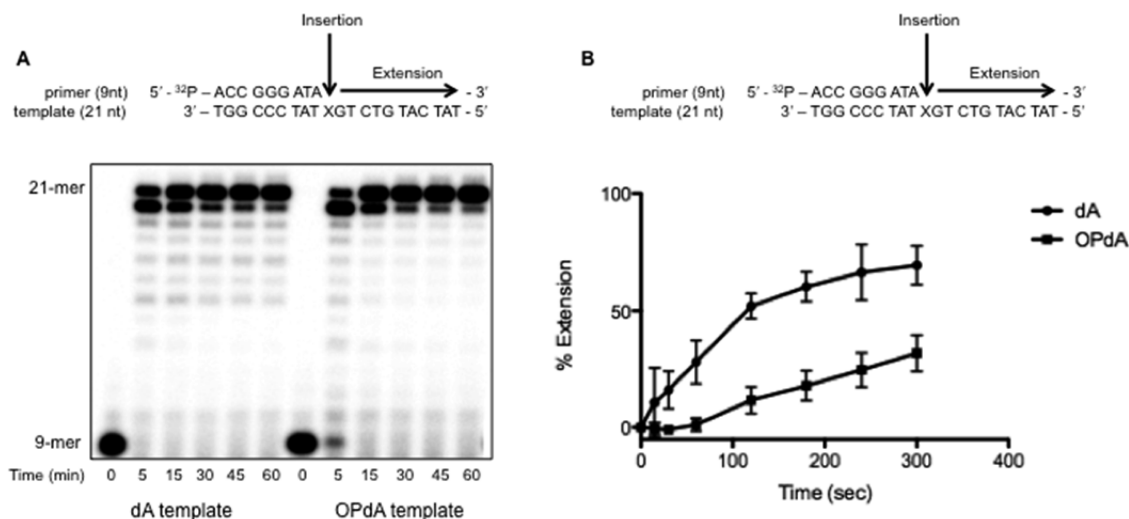 A
Insertion
Extension
primer (9nt) 5′ - ³²P – ACC GGG ATA - 3′
template (21 nt) 3′ – TGG CCC TAT XGT CTG TAC TAT - 5′
21-mer
9-mer
Time (min) 0 5 15 30 45 60 0 5 15 30 45 60
dA template OPdA template
B
Insertion
Extension
primer (9nt) 5′ - ³²P – ACC GGG ATA - 3′
template (21 nt) 3′ – TGG CCC TAT XGT CTG TAC TAT - 5′
% Extension
100
50
0
0 100 200 300 400
Time (sec)
dA
OPdA